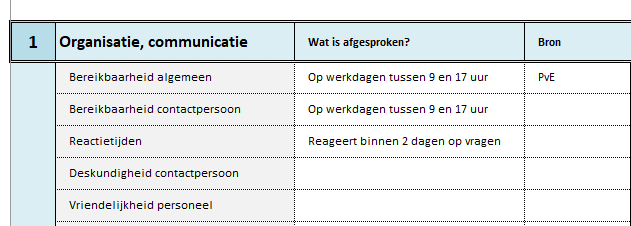 1 Organisatie, communicatie Wat is afgesproken? Bron
Bereikbaarheid algemeen Op werkdagen tussen 9 en 17 uur PvE
Bereikbaarheid contactpersoon Op werkdagen tussen 9 en 17 uur
Reactietijden Reageert binnen 2 dagen op vragen
Deskundigheid contactpersoon
Vriendelijkheid personeel